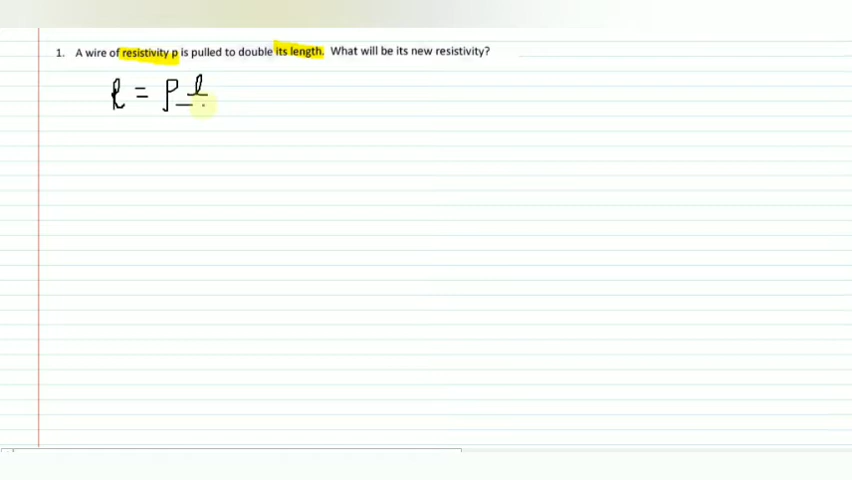 1. A wire of resistivity p is pulled to double its length. What will be its new resistivity?
R = ρ l